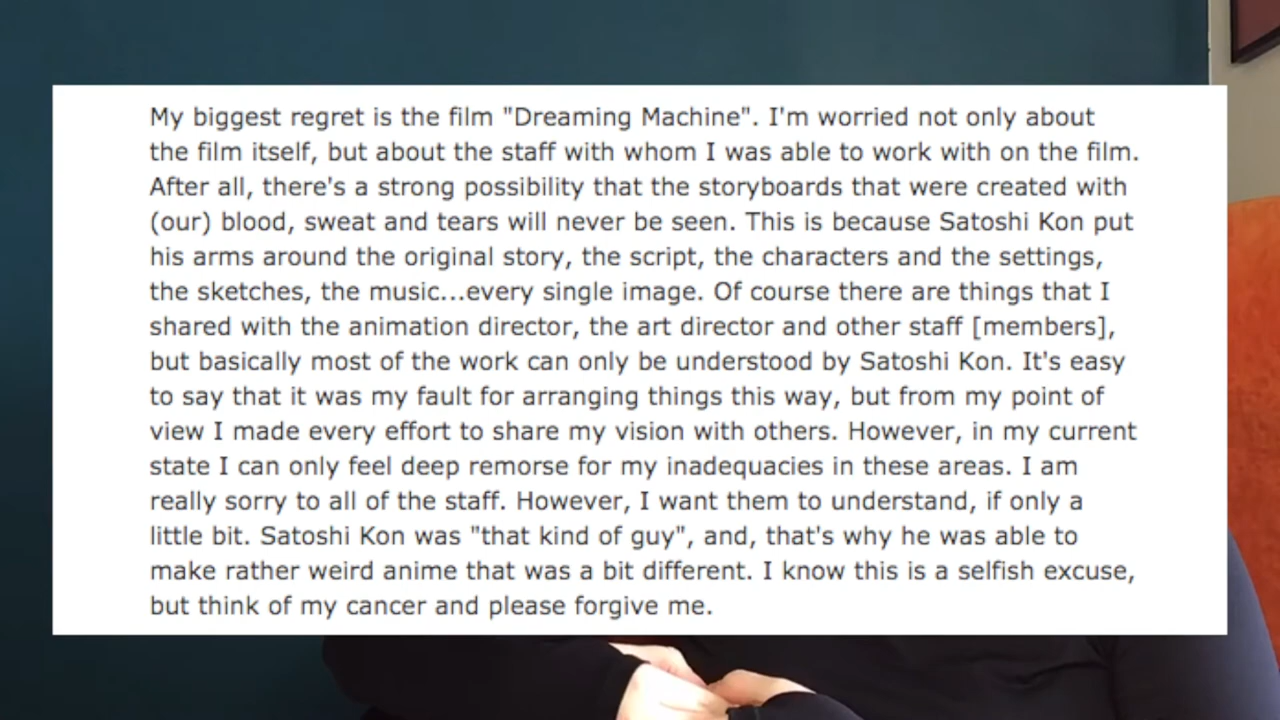 My biggest regret is the film "Dreaming Machine". I'm worried not only about
the film itself, but about the staff with whom I was able to work with on the film.
After all, there's a strong possibility that the storyboards that were created with
(our) blood, sweat and tears will never be seen. This is because Satoshi Kon put
his arms around the original story, the script, the characters and the settings,
the sketches, the music...every single image. Of course there are things that I
shared with the animation director, the art director and other staff [members],
but basically most of the work can only be understood by Satoshi Kon. It's easy
to say that it was my fault for arranging things this way, but from my point of
view I made every effort to share my vision with others. However, in my current
state I can only feel deep remorse for my inadequacies in these areas. I am
really sorry to all of the staff. However, I want them to understand, if only a
little bit. Satoshi Kon was "that kind of guy", and, that's why he was able to
make rather weird anime that was a bit different. I know this is a selfish excuse,
but think of my cancer and please forgive me.